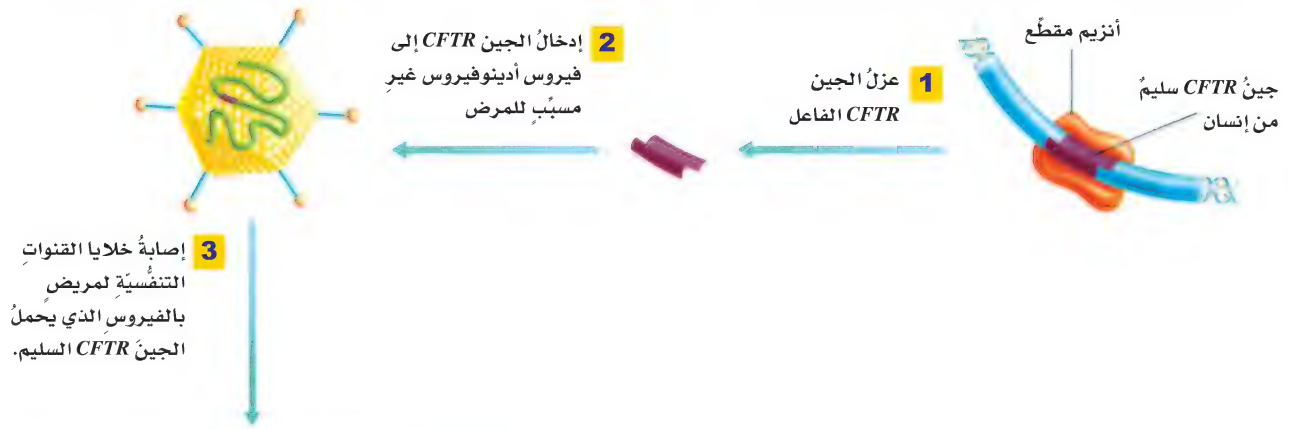 أنزيم مقطِّع
جينُ CFTR سليمٌ
من إنسان
1 عزلُ الجين
CFTR الفاعل
2 إدخالُ الجين CFTR إلى
فيروس أدينوفيروس غيرِ
مسبِّبٍ للمرض
3 إصابةُ خلايا القنواتِ
التنفُّسيّةِ لمريضٍ
بالفيروسِ الذي يحملُ
الجينَ CFTR السليم.